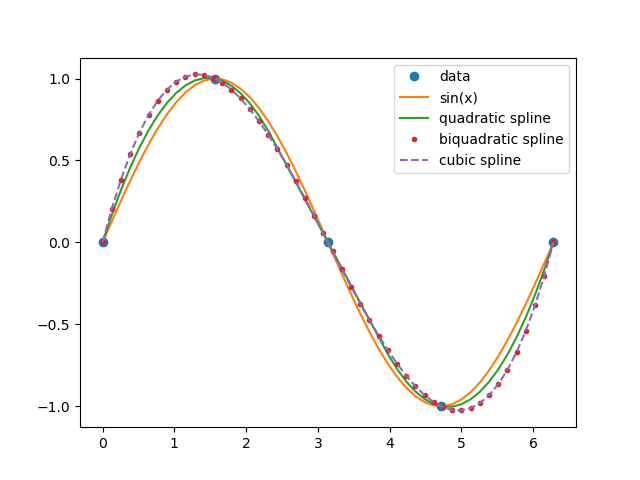 data
sin(x)
quadratic spline
biquadratic spline
cubic spline
1.0
0.5
0.0
−0.5
−1.0
0 1 2 3 4 5 6